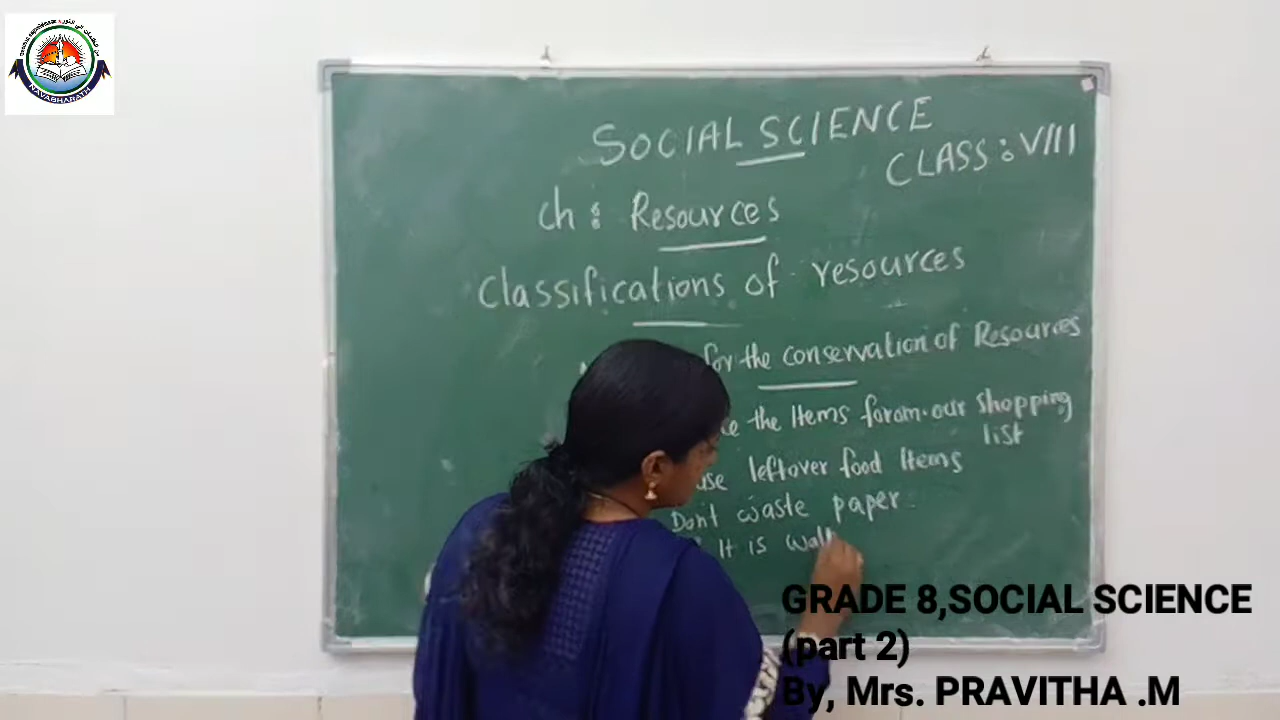 NAVABHARATH
SOCIAL SCIENCE
CLASS : VIII
Ch : Resources
Classifications of resources
for the conservation of Resources
the Items foram our shopping
list
use leftover food Items
Don't waste paper.
It is wall
GRADE 8,SOCIAL SCIENCE
(part 2)
By, Mrs. PRAVITHA .M